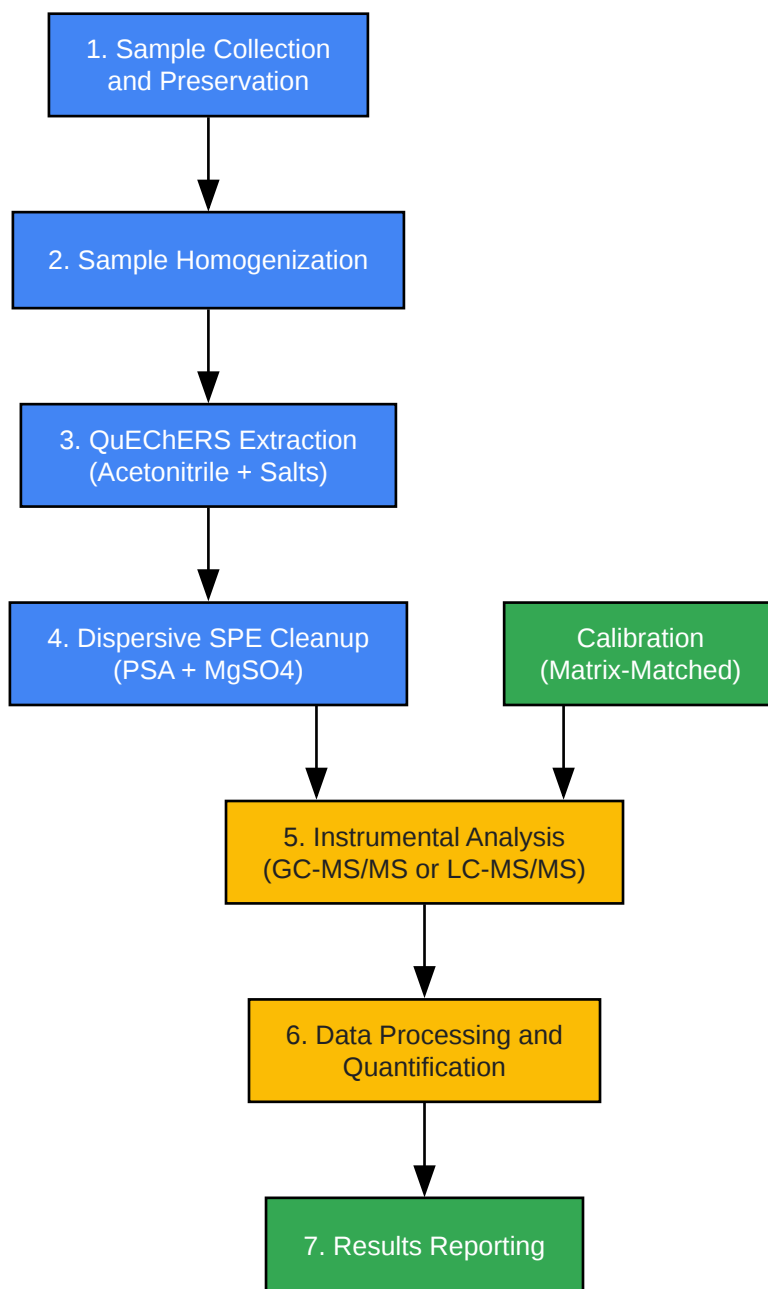 1. Sample Collection
and Preservation
2. Sample Homogenization
3. QuEChERS Extraction
(Acetonitrile + Salts)
4. Dispersive SPE Cleanup
(PSA + MgSO4)
Calibration
(Matrix-Matched)
5. Instrumental Analysis
(GC-MS/MS or LC-MS/MS)
6. Data Processing and
Quantification
7. Results Reporting